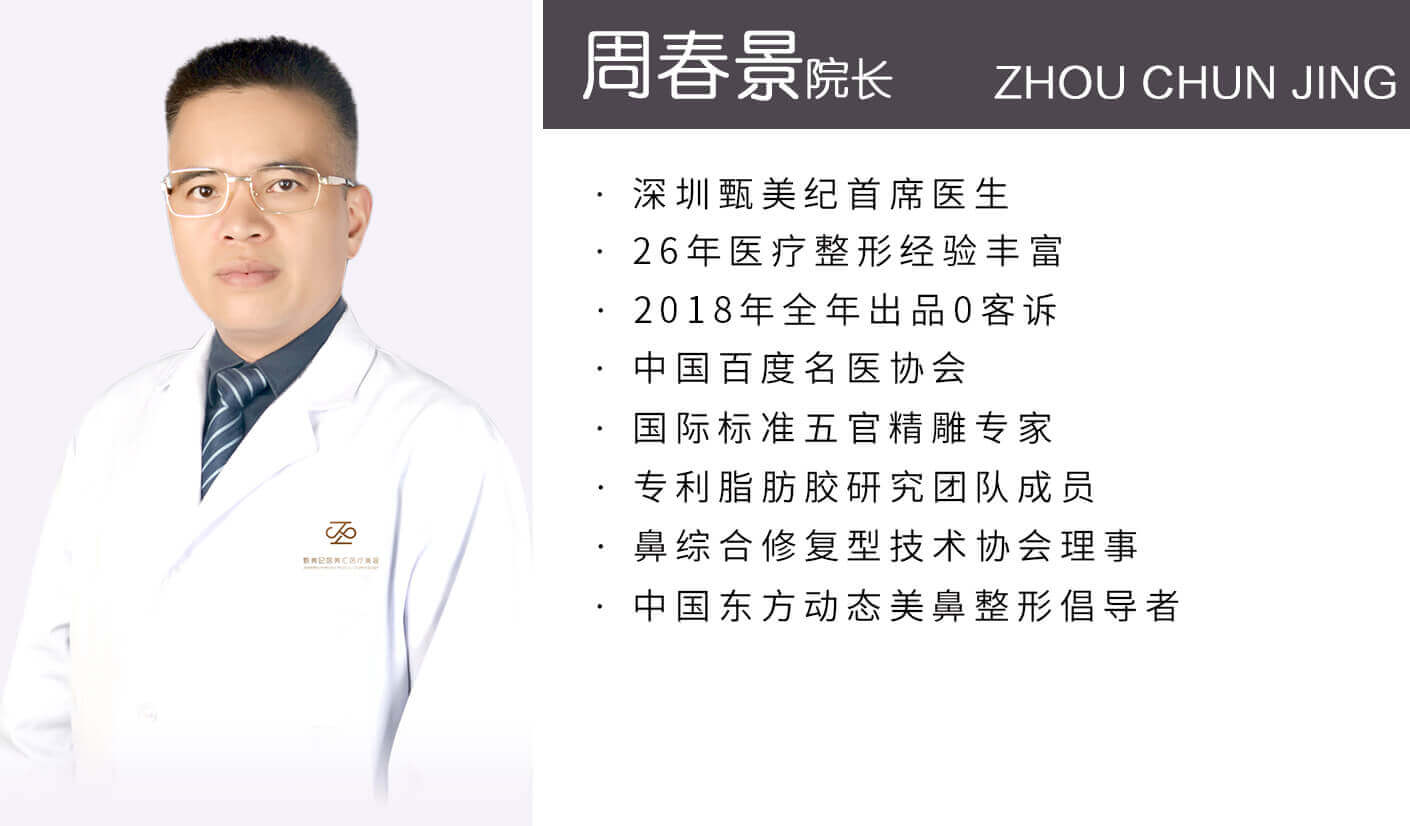 周春景院长 ZHOU CHUN JING
· 深圳甄美纪首席医生
· 26年医疗整形经验丰富
· 2018年全年出品0客诉
· 中国百度名医协会
· 国际标准五官精雕专家
· 专利脂肪胶研究团队成员
· 鼻综合修复型技术协会理事
· 中国东方动态美鼻整形倡导者